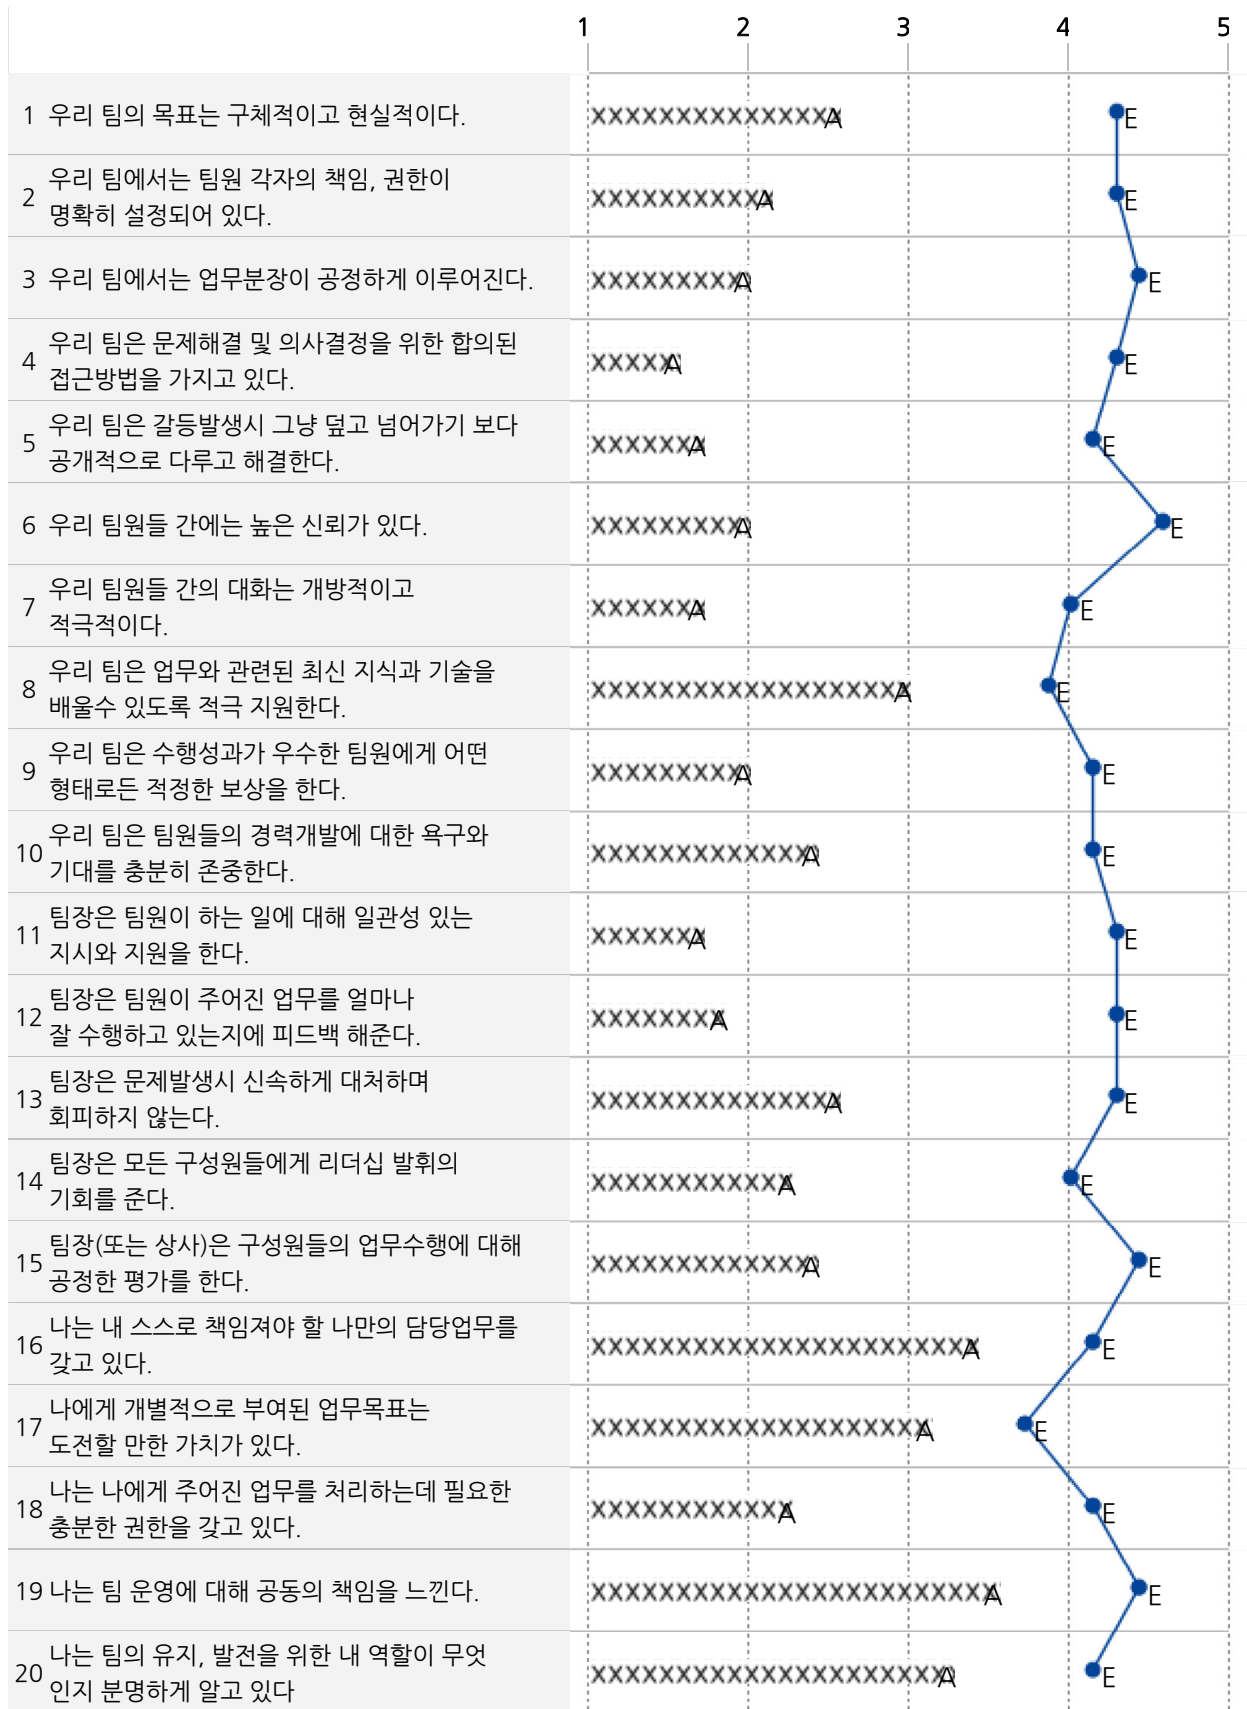 1 2 3 4 5
1 우리 팀의 목표는 구체적이고 현실적이다. XXXXXXXXXXXXXXA E
2 우리 팀에서는 팀원 각자의 책임, 권한이
명확히 설정되어 있다. XXXXXXXXXXA E
3 우리 팀에서는 업무분장이 공정하게 이루어진다. XXXXXXXXXA E
4 우리 팀은 문제해결 및 의사결정을 위한 합의된
접근방법을 가지고 있다. XXXXXA E
5 우리 팀은 갈등발생시 그냥 덮고 넘어가기 보다
공개적으로 다루고 해결한다. XXXXXXA E
6 우리 팀원들 간에는 높은 신뢰가 있다. XXXXXXXXXA E
7 우리 팀원들 간의 대화는 개방적이고
적극적이다. XXXXXXA E
8 우리 팀은 업무와 관련된 최신 지식과 기술을
배울수 있도록 적극 지원한다. XXXXXXXXXXXXXXXXXXA E
9 우리 팀은 수행성과가 우수한 팀원에게 어떤
형태로든 적정한 보상을 한다. XXXXXXXXXA E
10 우리 팀은 팀원들의 경력개발에 대한 욕구와
기대를 충분히 존중한다. XXXXXXXXXXXXXA E
11 팀장은 팀원이 하는 일에 대해 일관성 있는
지시와 지원을 한다. XXXXXXA E
12 팀장은 팀원이 주어진 업무를 얼마나
잘 수행하고 있는지에 피드백 해준다. XXXXXXXA E
13 팀장은 문제발생시 신속하게 대처하며
회피하지 않는다. XXXXXXXXXXXXXXA E
14 팀장은 모든 구성원들에게 리더십 발휘의
기회를 준다. XXXXXXXXXXXA E
15 팀장(또는 상사)은 구성원들의 업무수행에 대해
공정한 평가를 한다. XXXXXXXXXXXXXA E
16 나는 내 스스로 책임져야 할 나만의 담당업무를
갖고 있다. XXXXXXXXXXXXXXXXXXXXXXA E
17 나에게 개별적으로 부여된 업무목표는
도전할 만한 가치가 있다. XXXXXXXXXXXXXXXXXXXA E
18 나는 나에게 주어진 업무를 처리하는데 필요한
충분한 권한을 갖고 있다. XXXXXXXXXXXA E
19 나는 팀 운영에 대해 공동의 책임을 느낀다. XXXXXXXXXXXXXXXXXXXXXXXA E
20 나는 팀의 유지, 발전을 위한 내 역할이 무엇
인지 분명하게 알고 있다 XXXXXXXXXXXXXXXXXXXXA E